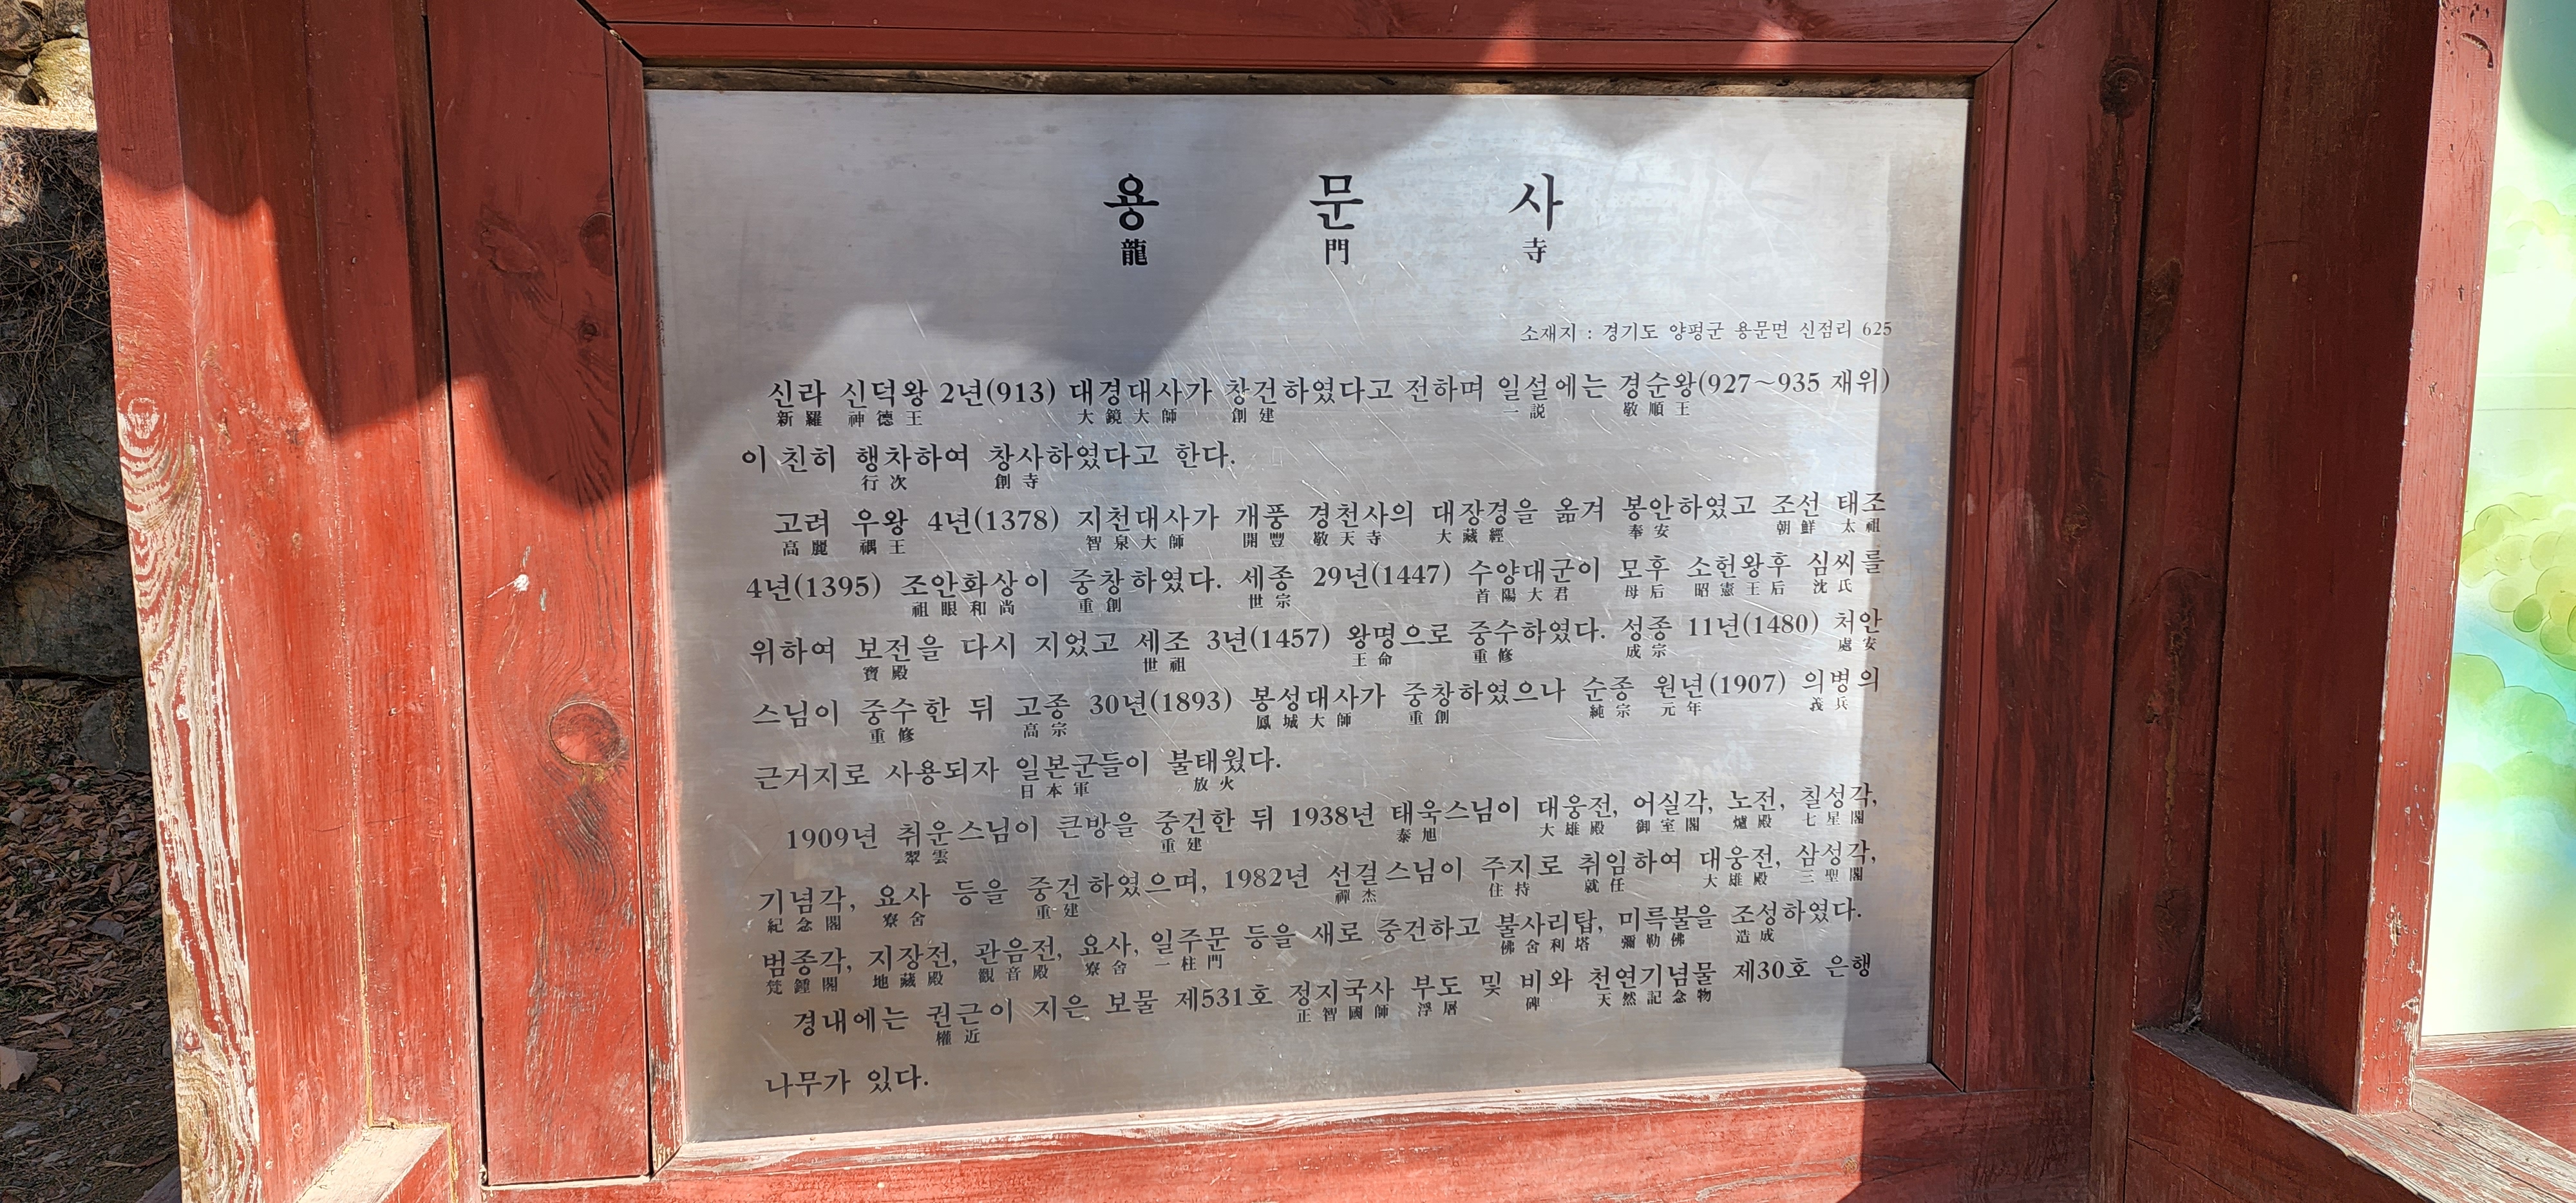 용 문 사
龍 門 寺
소재지 : 경기도 양평군 용문면 신점리 625
신라 신덕왕 2년(913) 대경대사가 창건하였다고 전하며 일설에는 경순왕(927~935 재위)
新羅 神德王 大鏡大師 創建 一説 敬順王
이 친히 행차하여 창사하였다고 한다.
行次 創寺
고려 우왕 4년(1378) 지천대사가 개풍 경천사의 대장경을 옮겨 봉안하였고 조선 태조
高麗 禑王 智泉大師 開豐 敬天寺 大藏經 奉安 朝鮮 太祖
4년(1395) 조안화상이 중창하였다. 세종 29년(1447) 수양대군이 모후 소헌왕후 심씨를
祖眼和尚 重創 世宗 首陽大君 母后 昭憲王后 沈氏
위하여 보전을 다시 지었고 세조 3년(1457) 왕명으로 중수하였다. 성종 11년(1480) 처안
寶殿 世祖 王命 重修 成宗 處安
스님이 중수한 뒤 고종 30년(1893) 봉성대사가 중창하였으나 순종 원년(1907) 의병의
重修 高宗 鳳城大師 重創 純宗 元年 義兵
근거지로 사용되자 일본군들이 불태웠다.
日本軍 放火
1909년 취운스님이 큰방을 중건한 뒤 1938년 태욱스님이 대웅전, 어실각, 노전, 칠성각,
翠雲 重建 泰旭 大雄殿 御室閣 爐殿 七星閣
기념각, 요사 등을 중건하였으며, 1982년 선걸스님이 주지로 취임하여 대웅전, 삼성각,
紀念閣 寮舍 重建 禪杰 住持 就任 大雄殿 三聖閣
범종각, 지장전, 관음전, 요사, 일주문 등을 새로 중건하고 불사리탑, 미륵불을 조성하였다.
梵鍾閣 地藏殿 觀音殿 寮舍 一柱門 佛舍利塔 彌勒佛 造成
경내에는 권근이 지은 보물 제531호 정지국사 부도 및 비와 천연기념물 제30호 은행
權近 正智國師 浮屠 碑 天然記念物
나무가 있다.